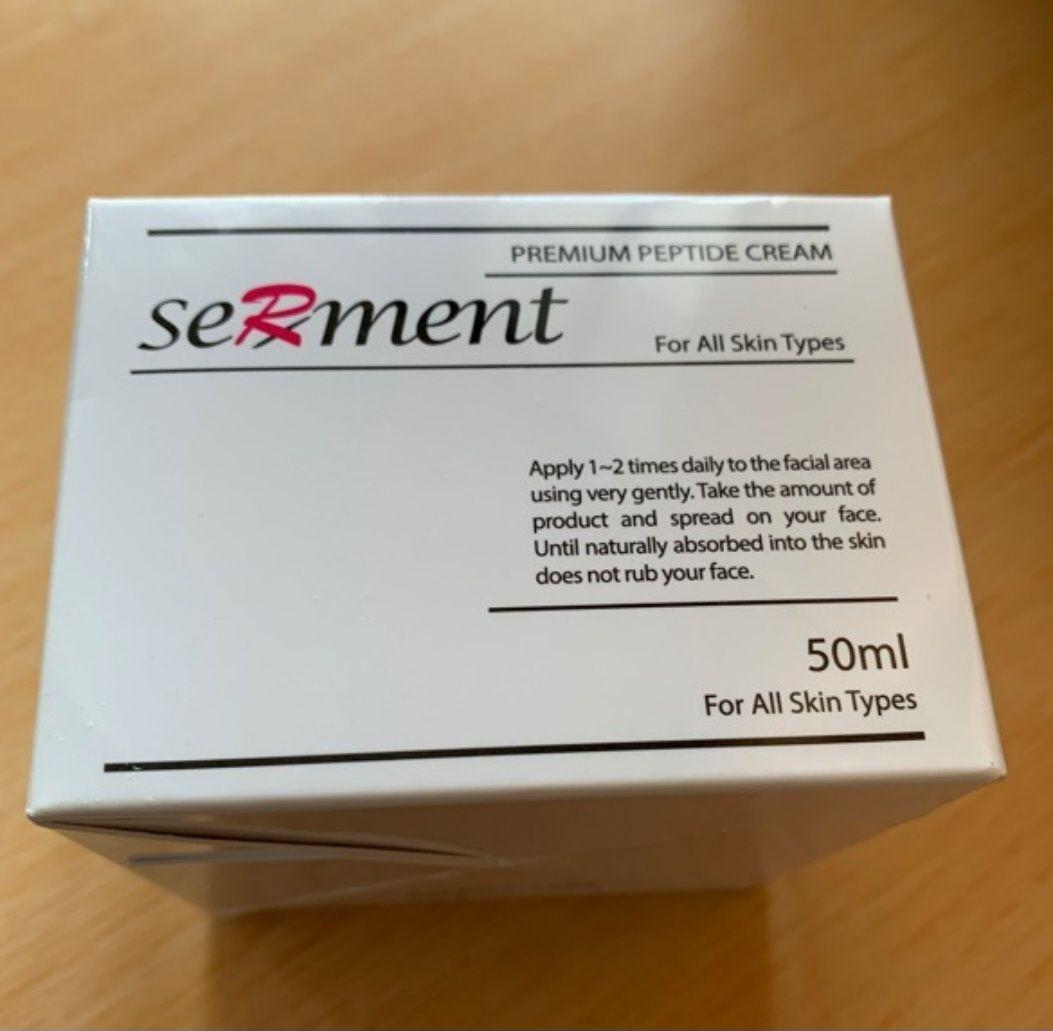 PREMIUM PEPTIDE CREAM
seRment
For All Skin Types
Apply 1~2 times daily to the facial area
using very gently. Take the amount of
product and spread on your face.
Until naturally absorbed into the skin
does not rub your face.
50ml
For All Skin Types